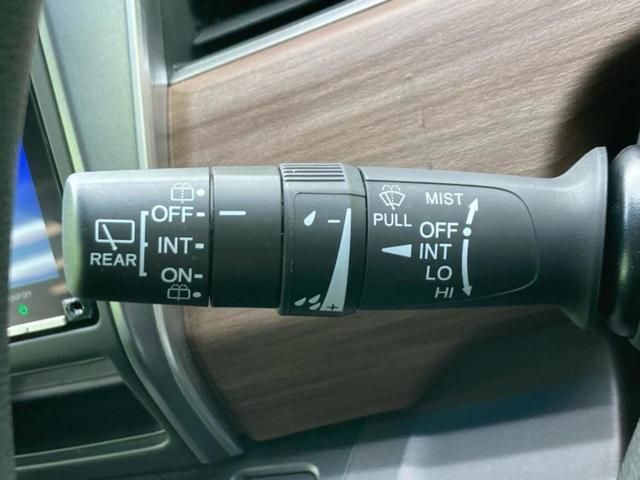 REAR
OFF
INT
ON
- +
PULL
MIST
OFF
INT
LO
HI